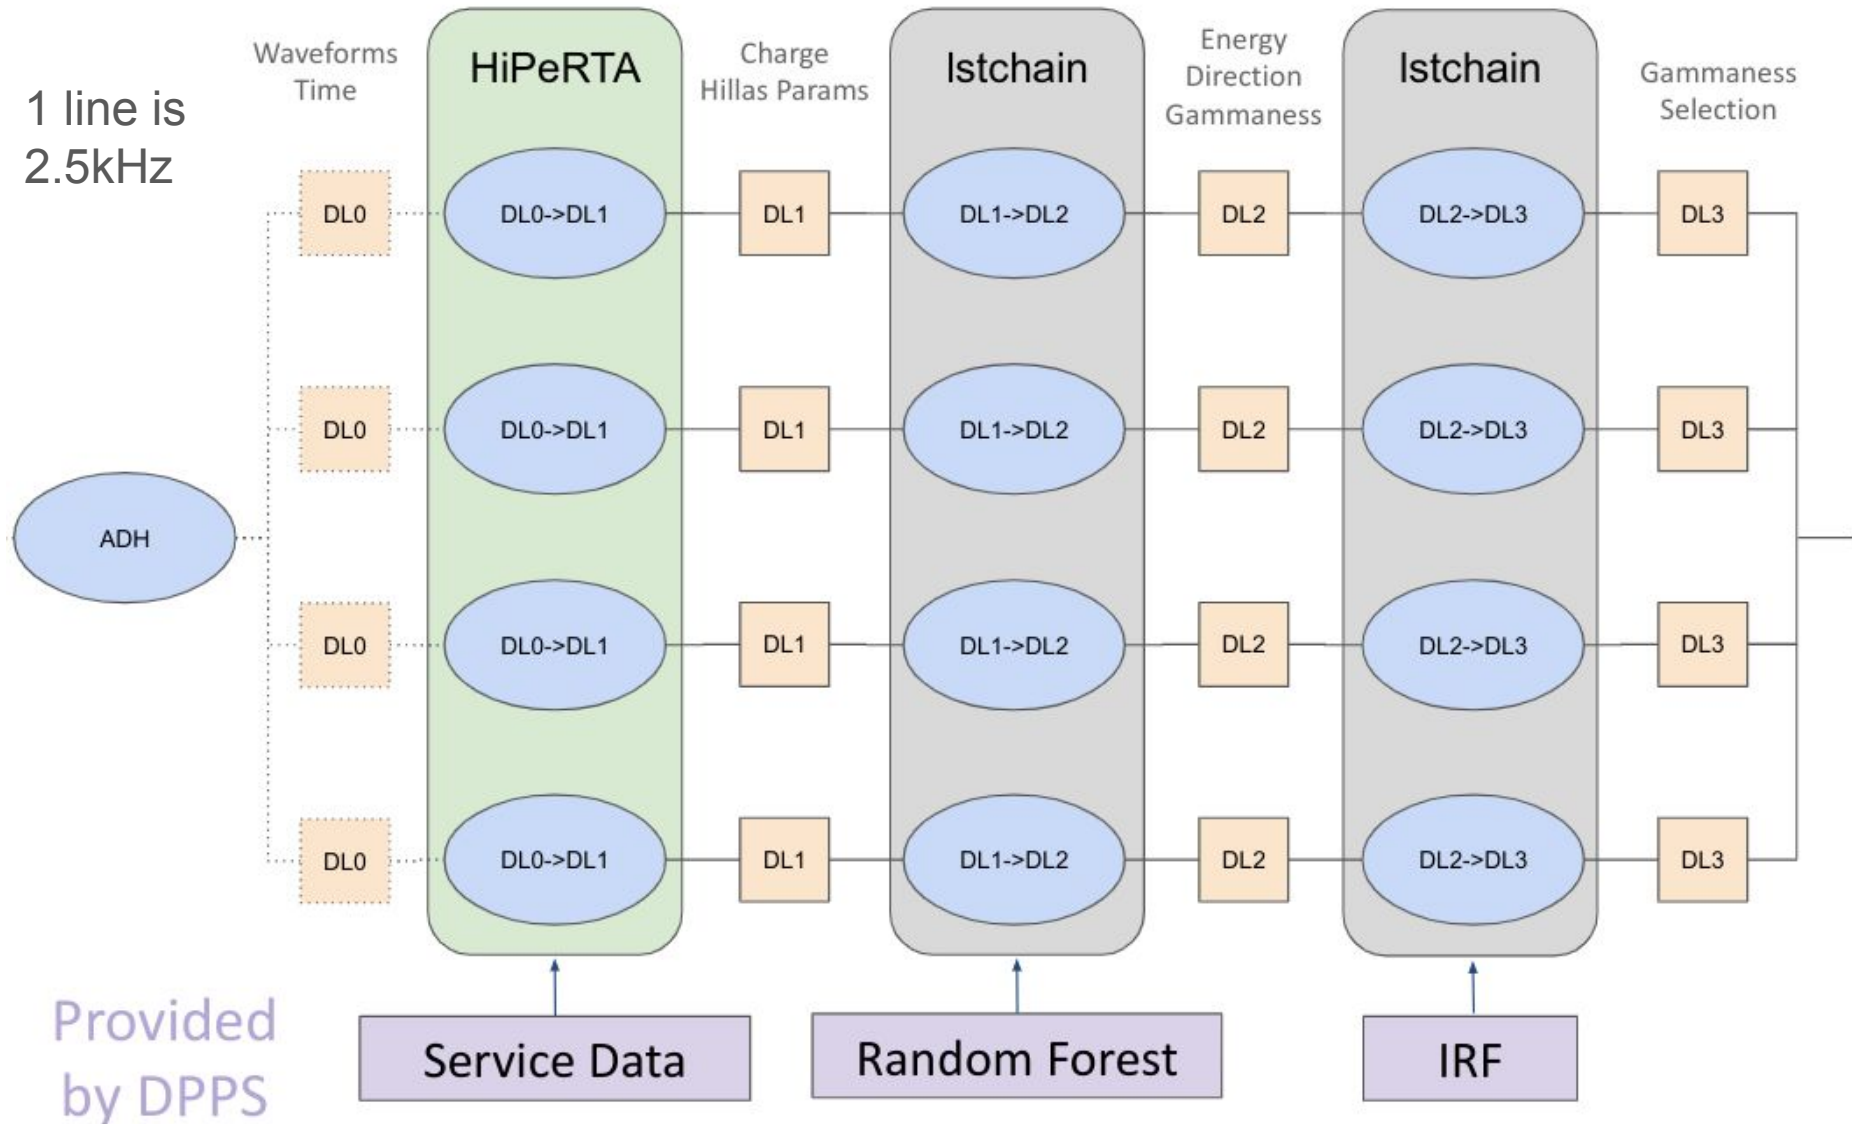 Waveforms
Time
HiPeRTA
Charge
Hillas Params
lstchain
Energy
Direction
Gammaness
lstchain
Gammaness
Selection
1 line is
2.5kHz
DL0
DL0->DL1
DL1
DL1->DL2
DL2
DL2->DL3
DL3
DL0
DL0->DL1
DL1
DL1->DL2
DL2
DL2->DL3
DL3
ADH
DL0
DL0->DL1
DL1
DL1->DL2
DL2
DL2->DL3
DL3
DL0
DL0->DL1
DL1
DL1->DL2
DL2
DL2->DL3
DL3
Provided
by DPPS
Service Data
Random Forest
IRF